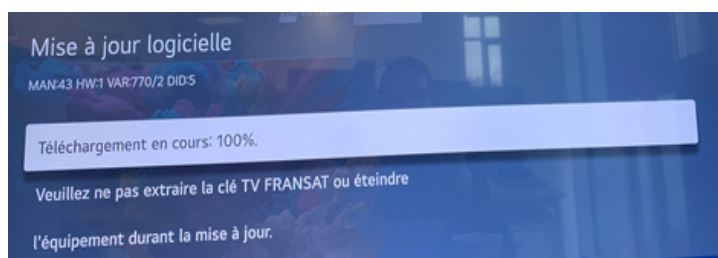 Mise à jour logicielle
MAN:43 HW:1 VAR:770/2 DID:5
Téléchargement en cours: 100%.
Veuillez ne pas extraire la clé TV FRANSAT ou éteindre
l'équipement durant la mise à jour.